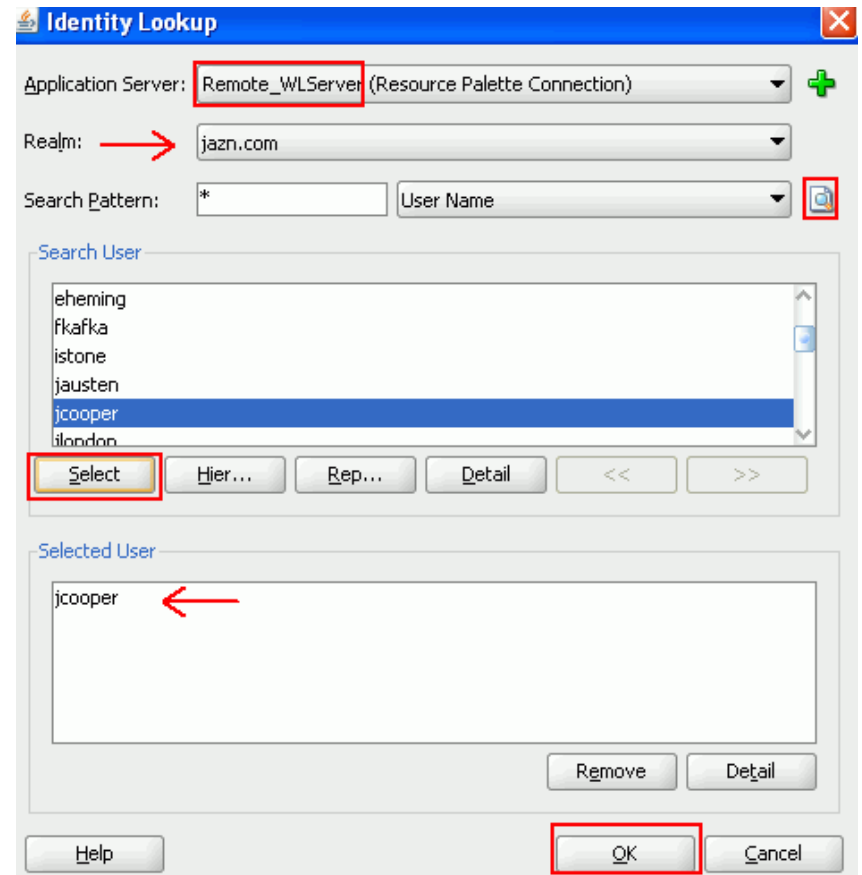 Identity Lookup
Application Server: Remote_WLServer (Resource Palette Connection)
Realm: jazn.com
Search Pattern: * User Name
Search User
eheming
fkafka
istone
jausten
jcooper
jlondon
Select Hier... Rep... Detail << >>
Selected User
jcooper
Remove Detail
Help OK Cancel